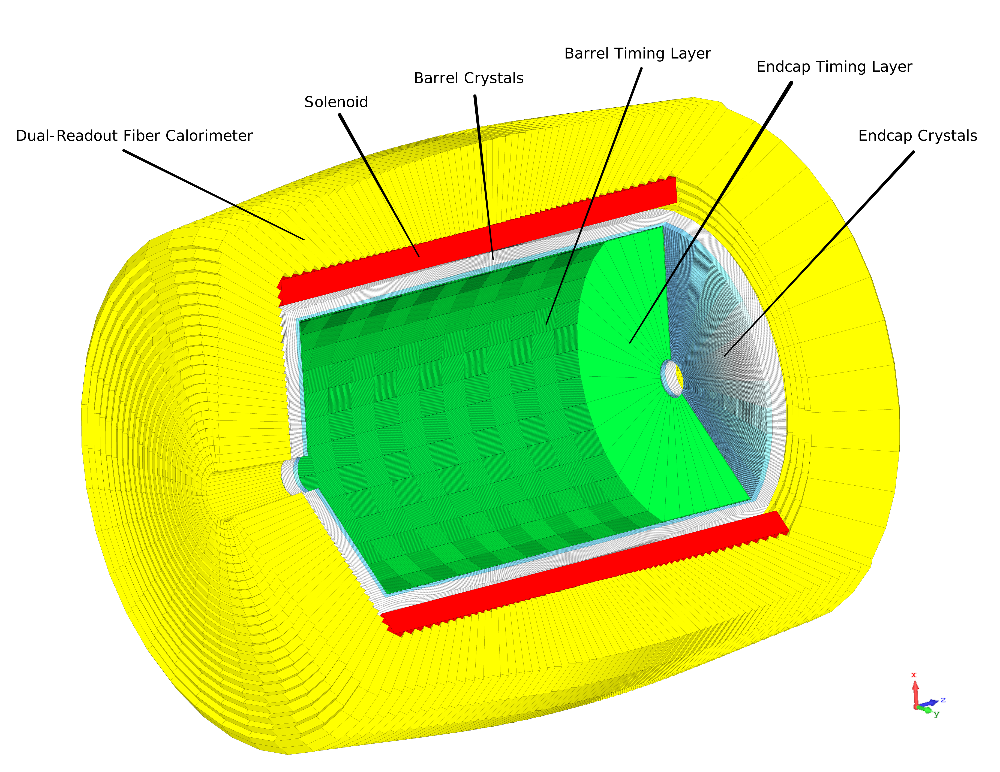 Barrel Timing Layer
Endcap Timing Layer
Barrel Crystals
Solenoid
Dual-Readout Fiber Calorimeter
Endcap Crystals
x
z
y